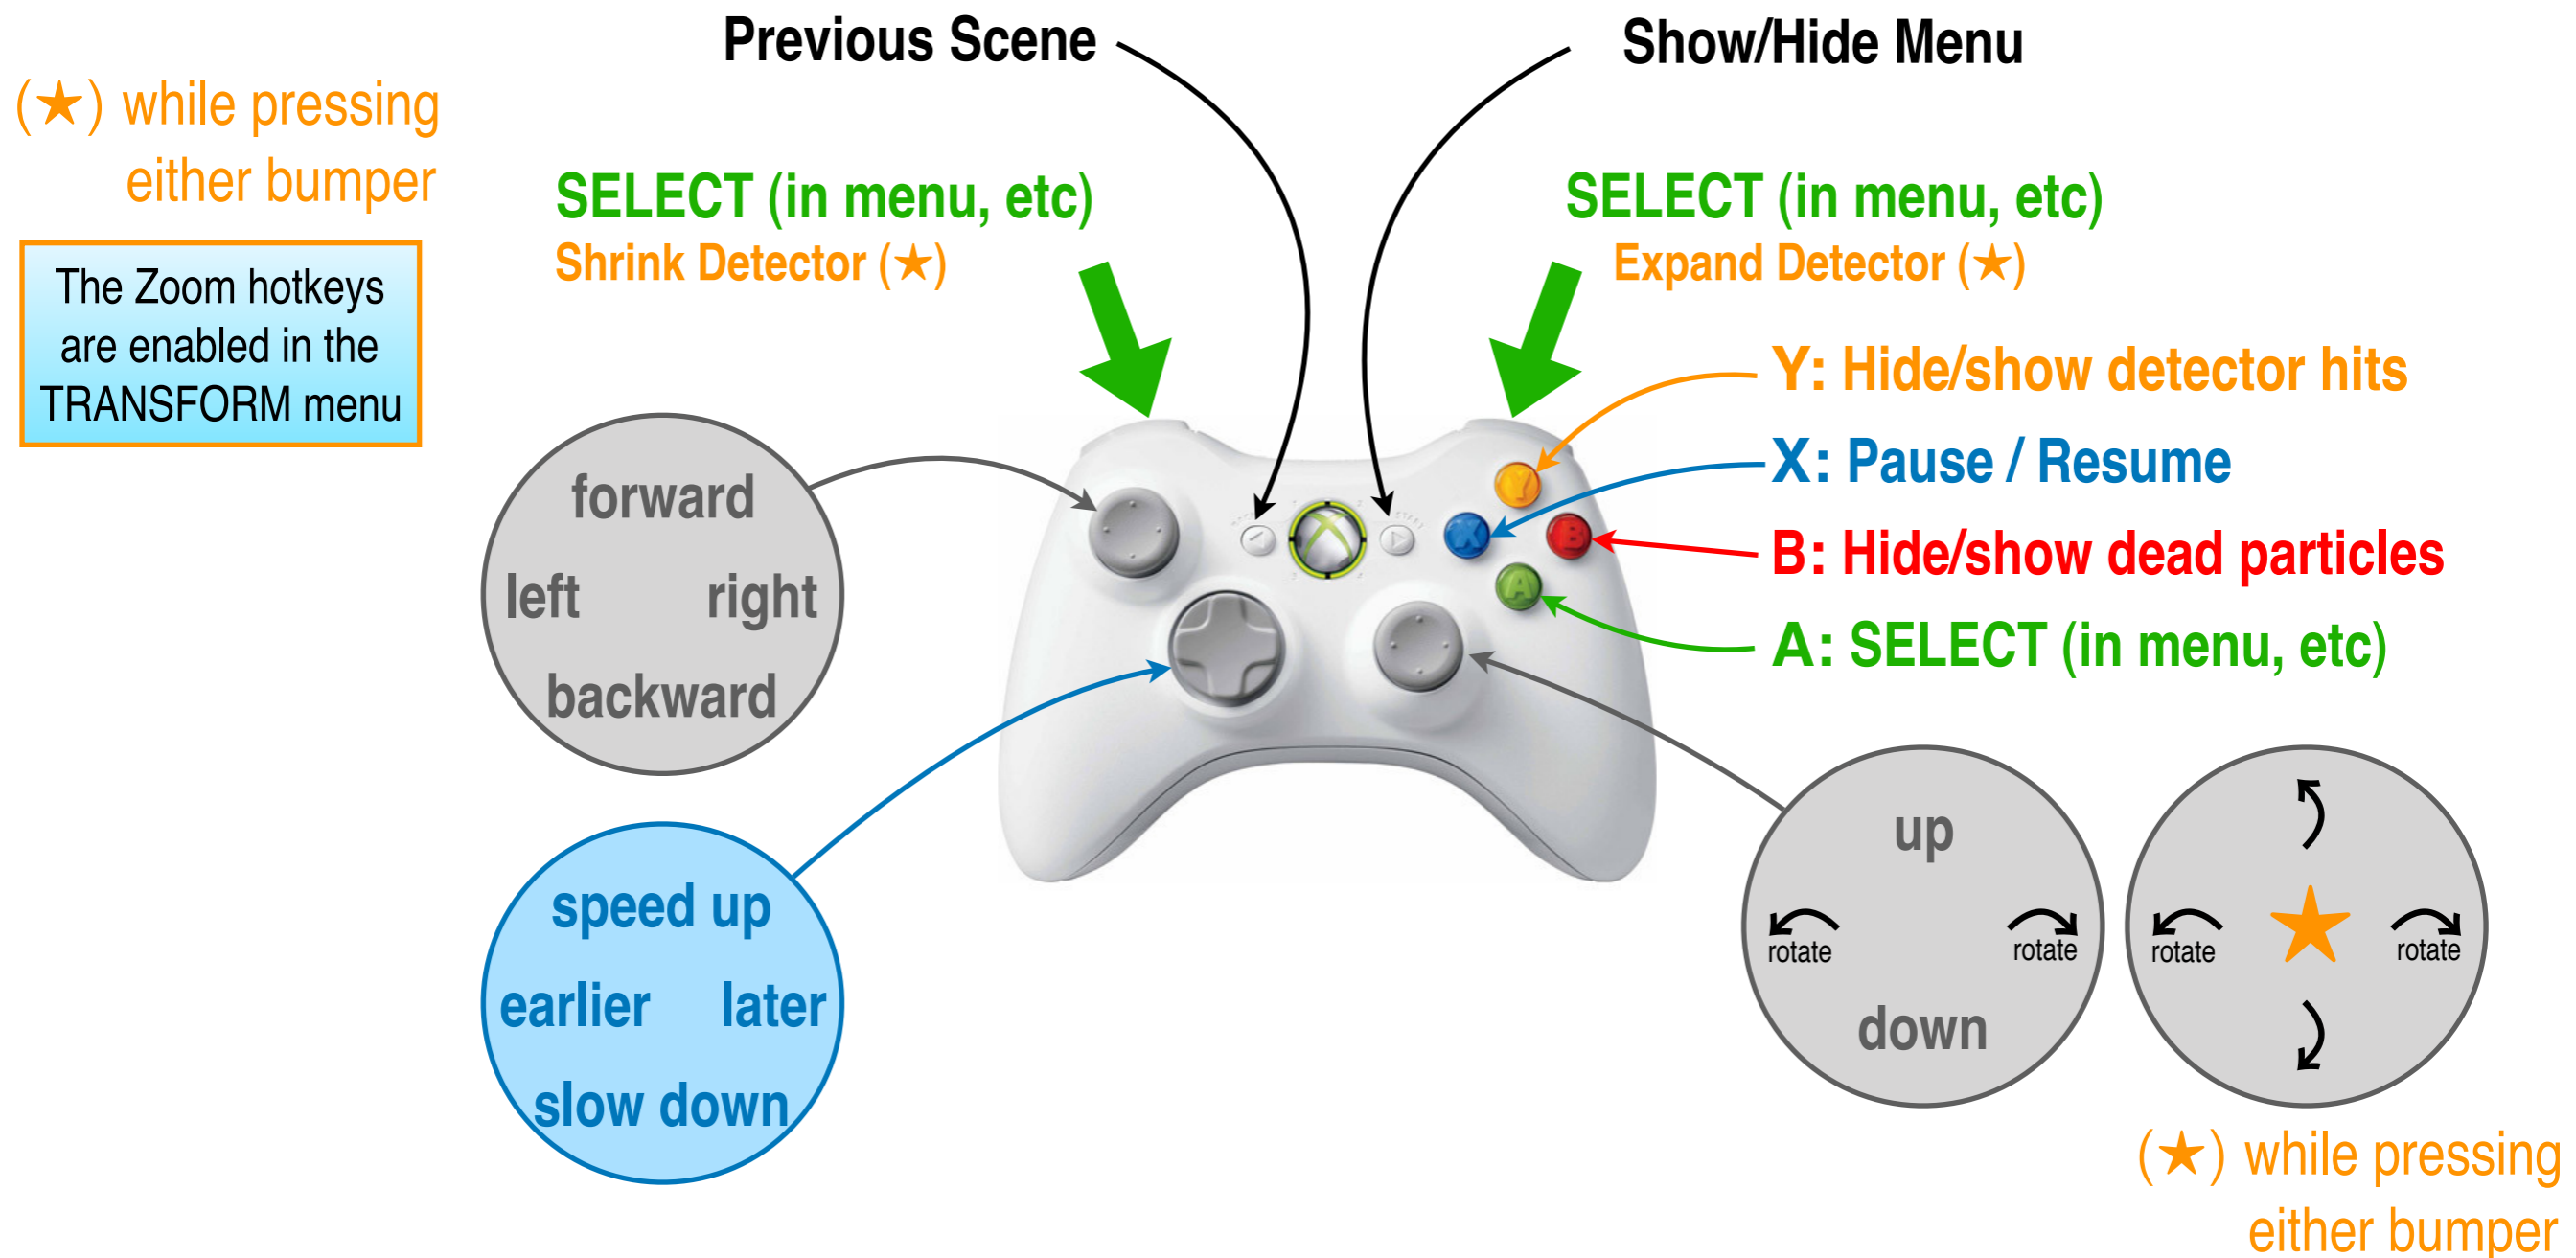 Previous Scene
Show/Hide Menu
(★) while pressing
either bumper
SELECT (in menu, etc)
Shrink Detector (★)
SELECT (in menu, etc)
Expand Detector (★)
The Zoom hotkeys
are enabled in the
TRANSFORM menu
Y: Hide/show detector hits
X: Pause / Resume
B: Hide/show dead particles
A: SELECT (in menu, etc)
forward
left right
backward
Y
X
B
A
speed up
earlier later
slow down
up
rotate rotate
down
rotate rotate
(★) while pressing
either bumper